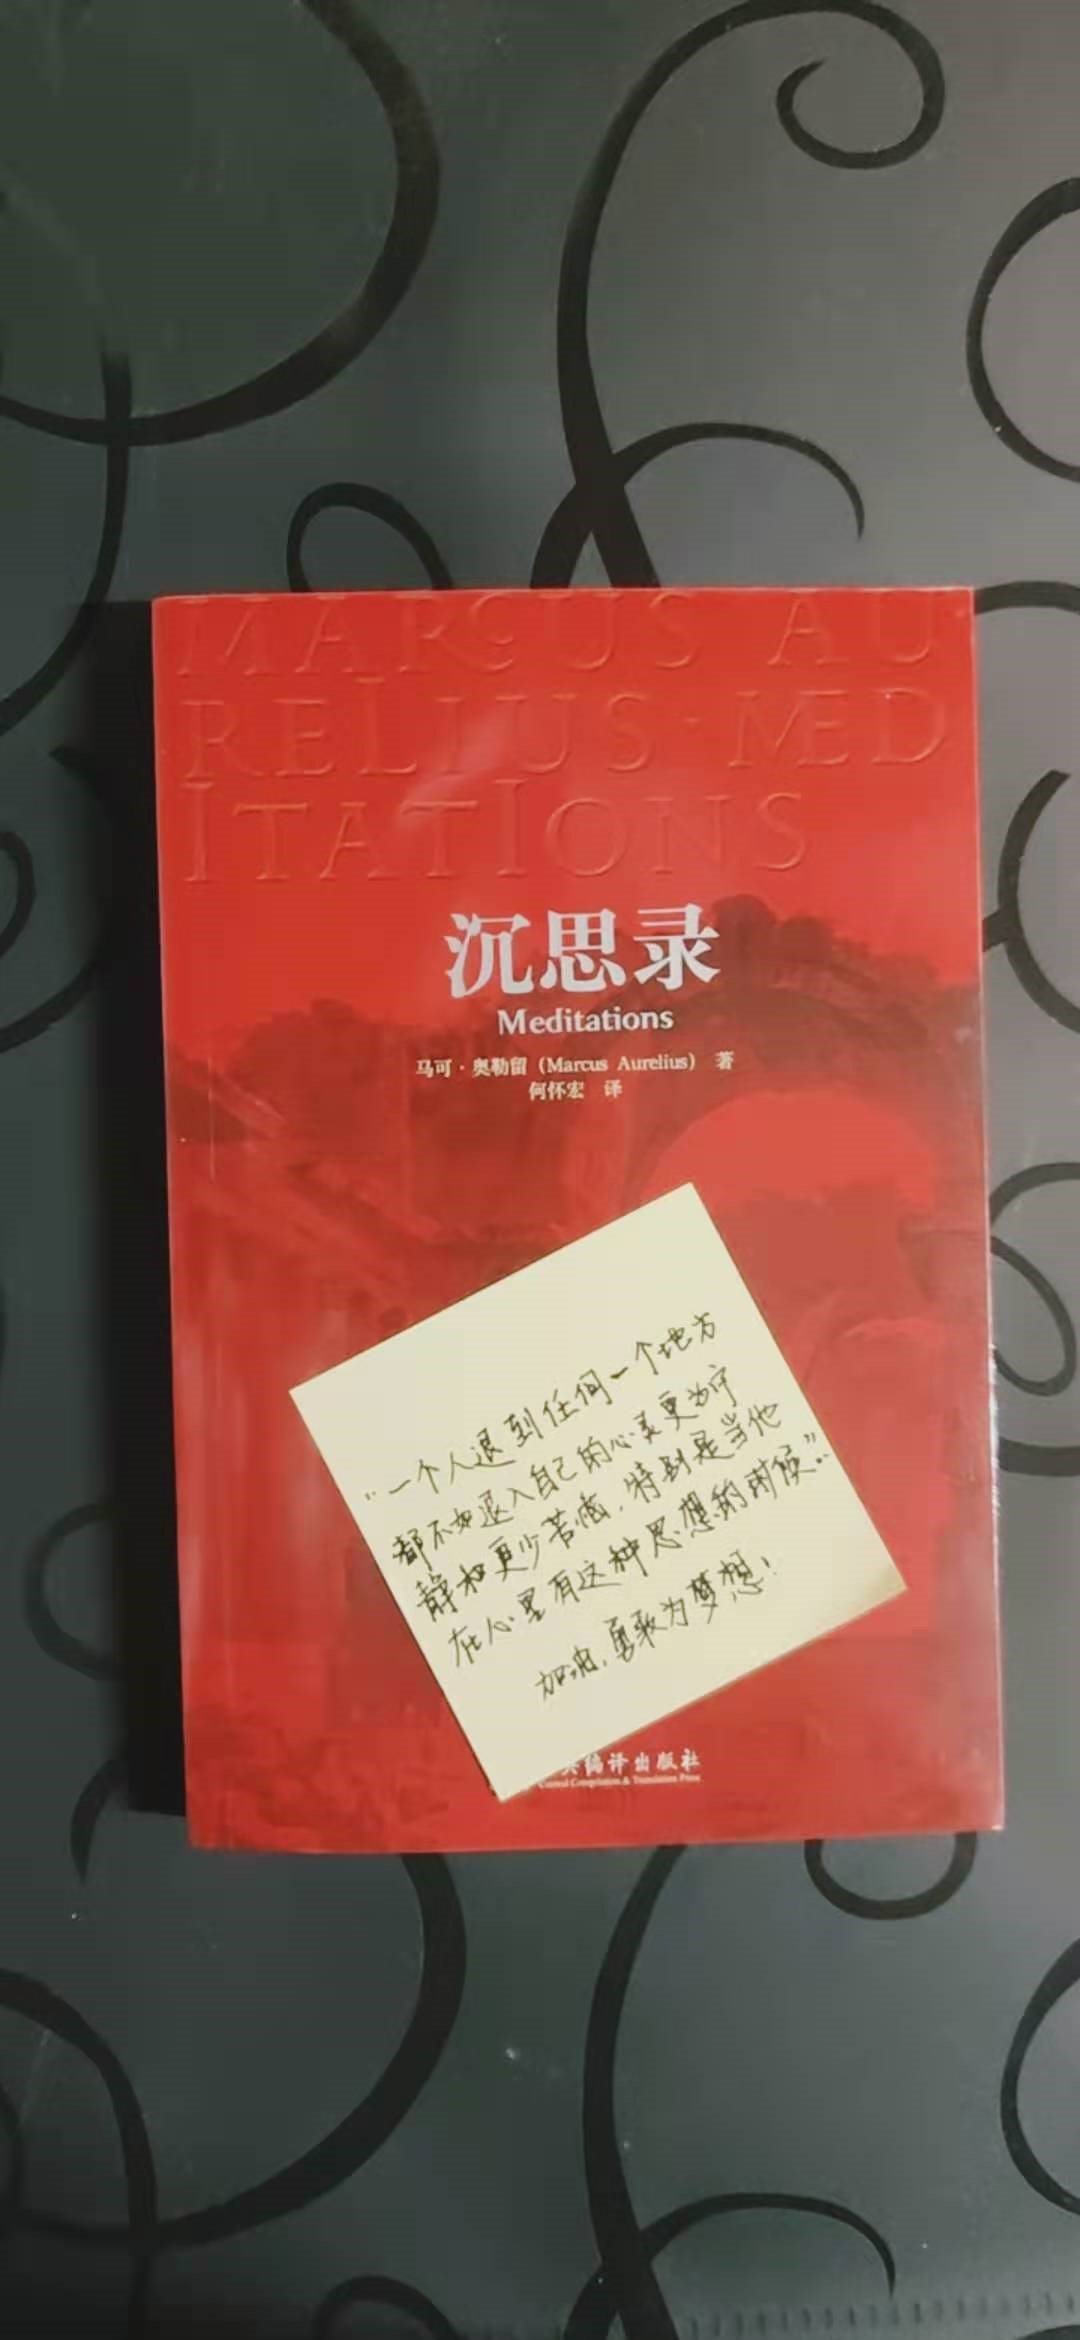 MARCUS AU
RELIUS·MED
ITATIONS
沉思录
Meditations
马可·奥勒留（Marcus Aurelius） 著
何怀宏 译
“一个人退到任何一个地方
都不如退入自己的心灵更为宁
静和更少苦恼，特别是当他
在心里有这种思想的时候”..
加油，勇敢为梦想！
编译出版社
Central Compilation & Translation Press